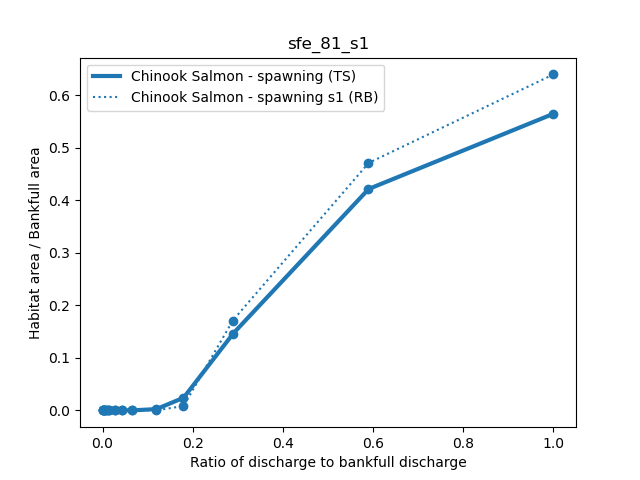 sfe_81_s1
Chinook Salmon - spawning (TS)
Chinook Salmon - spawning s1 (RB)
Habitat area / Bankfull area
0.6
0.5
0.4
0.3
0.2
0.1
0.0
0.0 0.2 0.4 0.6 0.8 1.0
Ratio of discharge to bankfull discharge